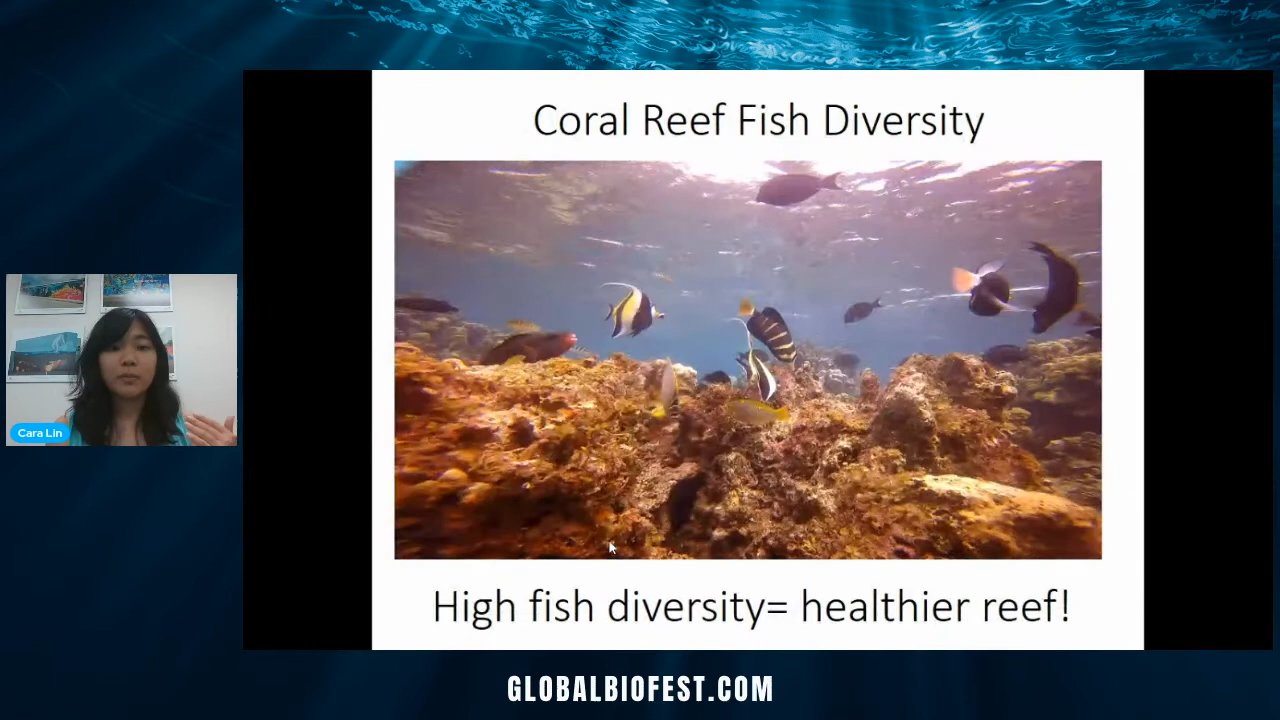 Coral Reef Fish Diversity
Cara Lin
High fish diversity= healthier reef!
GLOBALBIOFEST.COM